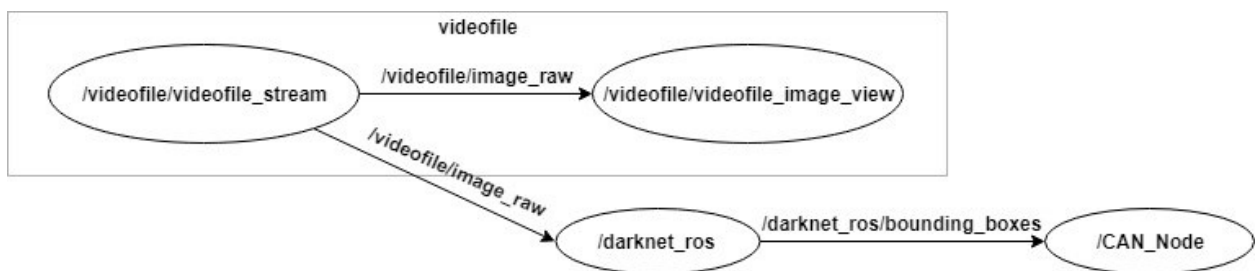 videofile
/videofile/videofile_stream
/videofile/image_raw
/videofile/videofile_image_view
/videofile/image_raw
/darknet_ros
/darknet_ros/bounding_boxes
/CAN_Node